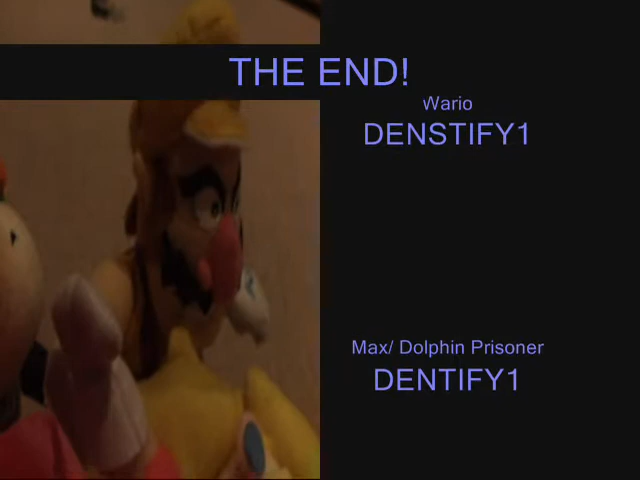 THE END!
Wario
DENSTIFY1
Max/ Dolphin Prisoner
DENTIFY1